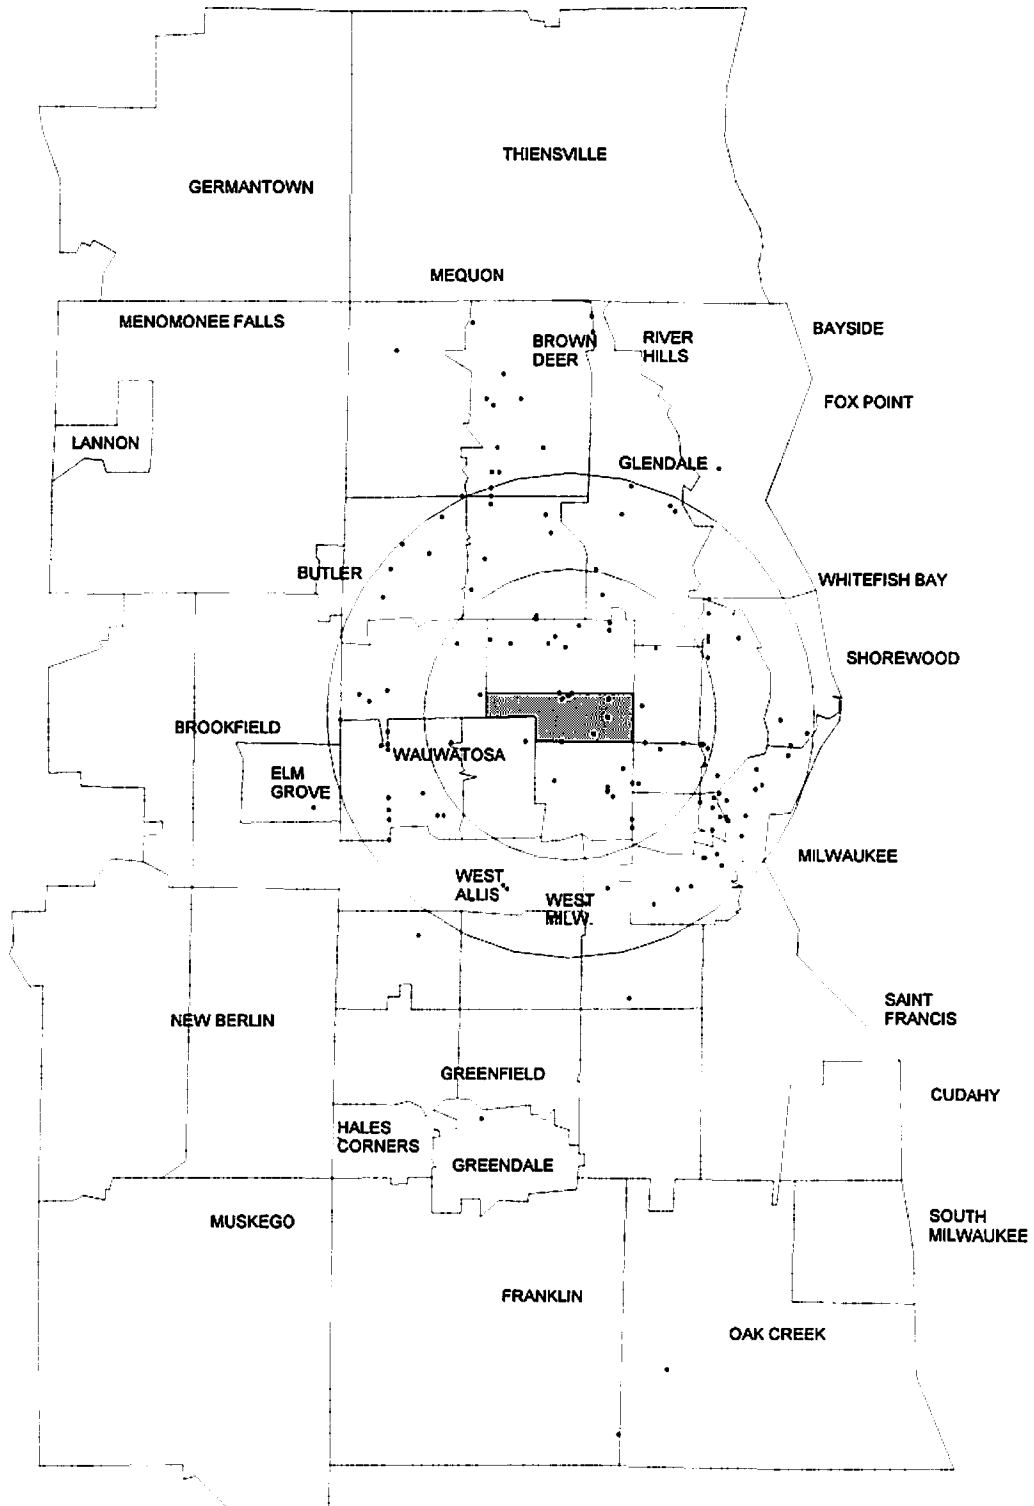 THIENSVILLE
GERMANTOWN
MEQUON
MENOMONEE FALLS
BAYSIDE
BROWN
DEER
RIVER
HILLS
FOX POINT
LANNON
GLENDALE
BUTLER
WHITEFISH BAY
SHOREWOOD
BROOKFIELD
WAUWATOSA
ELM
GROVE
MILWAUKEE
WEST
ALLIS
WEST
MILW.
SAINT
FRANCIS
NEW BERLIN
GREENFIELD
CUDAHY
HALES
CORNERS
GREENDALE
MUSKEGO
SOUTH
MILWAUKEE
FRANKLIN
OAK CREEK